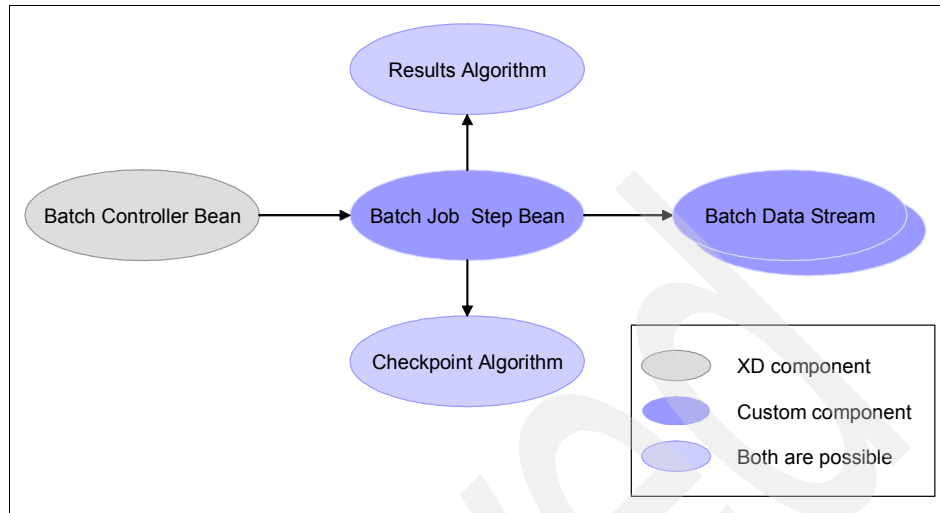 Results Algorithm
Batch Controller Bean
Batch Job Step Bean
Batch Data Stream
Checkpoint Algorithm
XD component
Custom component
Both are possible